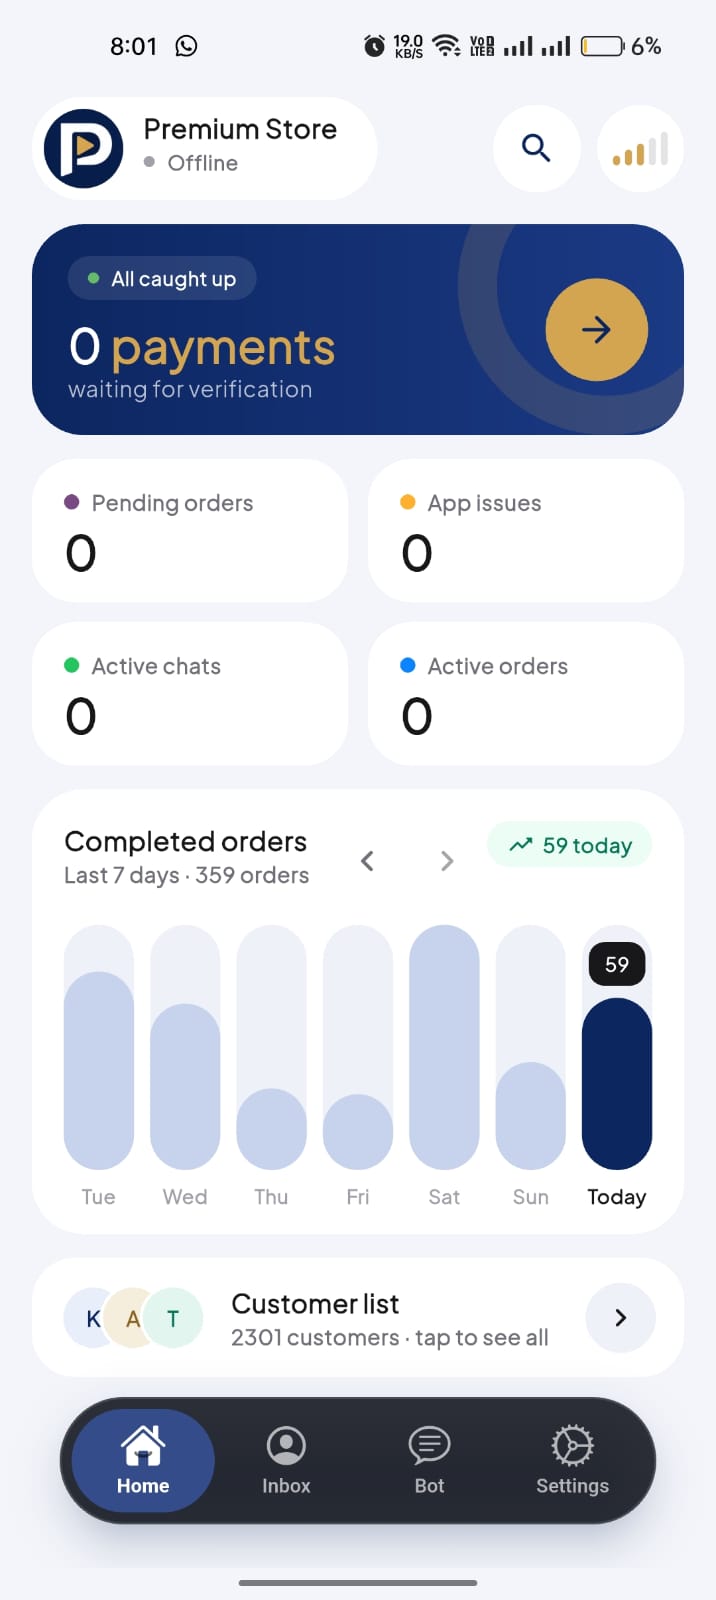 8:01
19.0 KB/S
Vo LTE 2
6%
Premium Store
Offline
All caught up
0 payments
waiting for verification
Pending orders
0
App issues
0
Active chats
0
Active orders
0
Completed orders
Last 7 days · 359 orders
59 today
59
Tue Wed Thu Fri Sat Sun Today
K A T
Customer list
2301 customers · tap to see all
Home Inbox Bot Settings